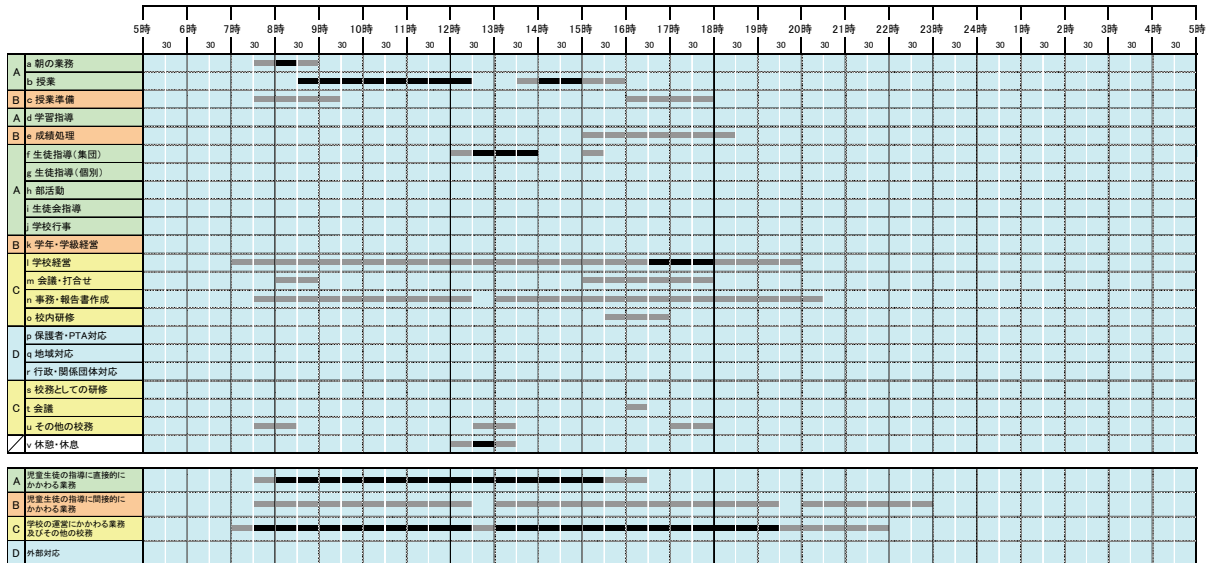 5時 6時 7時 8時 9時 10時 11時 12時 13時 14時 15時 16時 17時 18時 19時 20時 21時 22時 23時 24時 1時 2時 3時 4時 5時
30 30 30 30 30 30 30 30 30 30 30 30 30 30 30 30 30 30 30 30 30 30 30 30
A
a 朝の業務
b 授業
B
c 授業準備
A
d 学習指導
B
e 成績処理
A
f 生徒指導(集団)
g 生徒指導(個別)
h 部活動
i 生徒会指導
j 学校行事
B
k 学年・学級経営
C
l 学校経営
m 会議・打合せ
n 事務・報告書作成
o 校内研修
D
p 保護者・PTA対応
q 地域対応
r 行政・関係団体対応
C
s 校務としての研修
t 会議
u その他の校務
v 休憩・休息
A
児童生徒の指導に直接的に
かかわる業務
B
児童生徒の指導に間接的に
かかわる業務
C
学校の運営にかかわる業務
及びその他の校務
D
外部対応